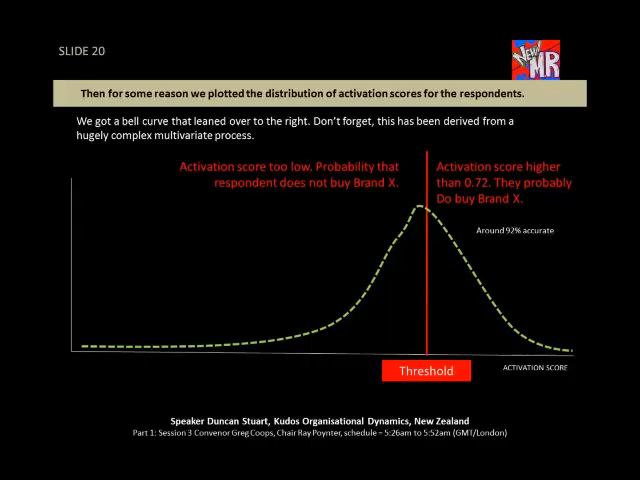 SLIDE 20
NEW!
MR
Then for some reason we plotted the distribution of activation scores for the respondents.
We got a bell curve that leaned over to the right. Don't forget, this has been derived from a
hugely complex multivariate process.
Activation score too low. Probability that
respondent does not buy Brand X.
Activation score higher
than 0.72. They probably
Do buy Brand X.
Around 92% accurate
Threshold
ACTIVATION SCORE
Speaker Duncan Stuart, Kudos Organisational Dynamics, New Zealand
Part 1: Session 3 Convenor Greg Coops, Chair Ray Poynter, schedule = 5:26am to 5:52am (GMT/London)